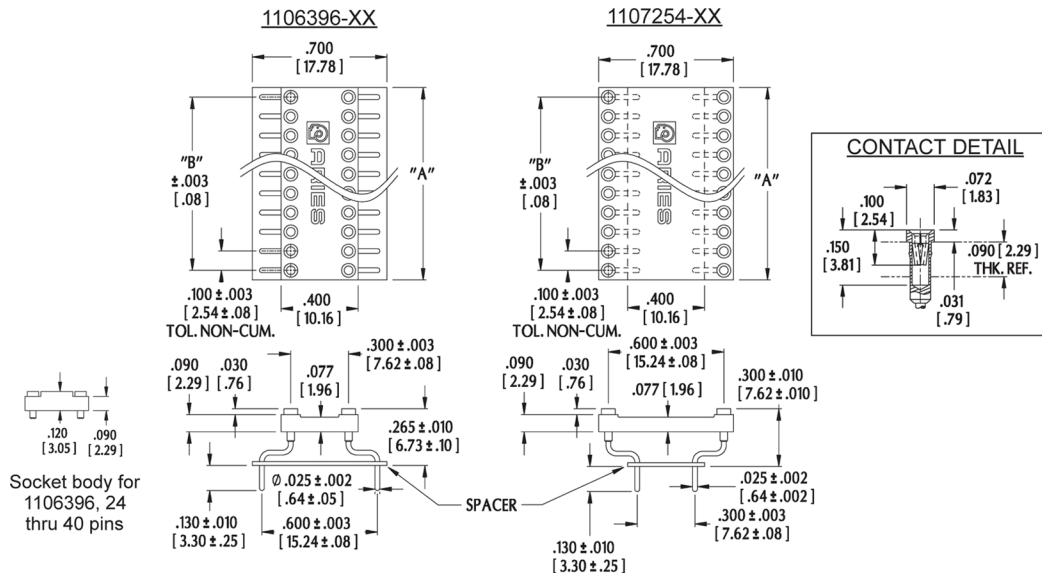 1106396-XX
.700
[ 17.78 ]
"B"
±.003
[ .08 ]
"A"
ARIES
.100 ±.003
[ 2.54 ±.08 ]
TOL. NON-CUM.
.400
[ 10.16 ]
1107254-XX
.700
[ 17.78 ]
"B"
±.003
[ .08 ]
"A"
ARIES
.100 ±.003
[ 2.54 ±.08 ]
TOL. NON-CUM.
.400
[ 10.16 ]
CONTACT DETAIL
.072
[ 1.83 ]
.100
[ 2.54 ]
.150
[ 3.81 ]
.090 [ 2.29 ]
THK. REF.
.031
[ .79 ]
.120
[ 3.05 ]
.090
[ 2.29 ]
Socket body for
1106396, 24
thru 40 pins
.090
[ 2.29 ]
.030
[ .76 ]
.077
[ 1.96 ]
.300 ±.003
[ 7.62 ±.08 ]
.265 ±.010
[ 6.73 ±.10 ]
Ø .025 ±.002
[ .64 ±.05 ]
.130 ±.010
[ 3.30 ±.25 ]
.600 ±.003
[ 15.24 ±.08 ]
SPACER
.090
[ 2.29 ]
.030
[ .76 ]
.600 ±.003
[ 15.24 ±.08 ]
.077 [ 1.96 ]
.300 ±.010
[ 7.62 ±.010 ]
.025 ±.002
[ .64 ±.002 ]
.300 ±.003
[ 7.62 ±.08 ]
.130 ±.010
[ 3.30 ±.25 ]